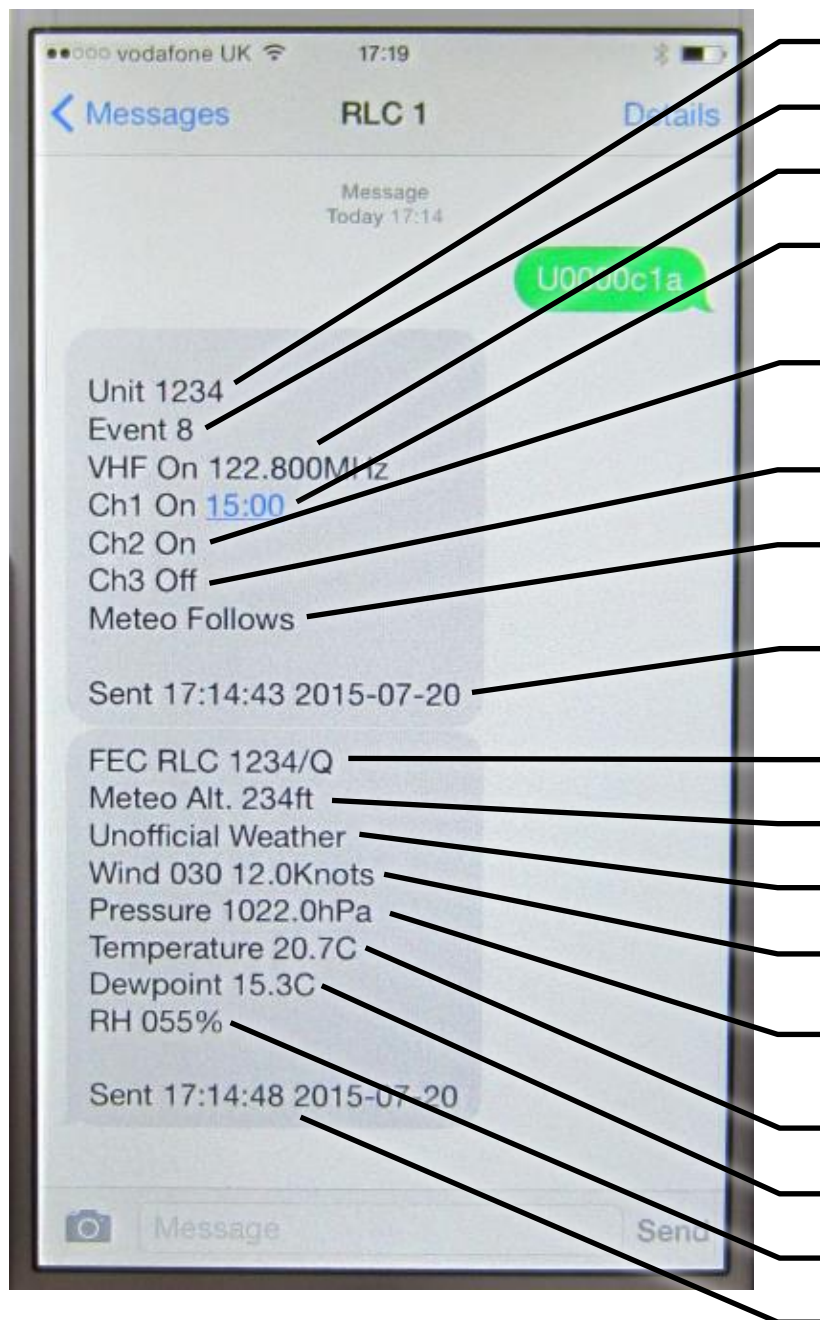 vodafone UK 17:19
Messages RLC 1 Details
Message
Today 17:14
U0000c1a
Unit 1234
Event 8
VHF On 122.800MHz
Ch1 On 15:00
Ch2 On
Ch3 Off
Meteo Follows
Sent 17:14:43 2015-07-20
FEC RLC 1234/Q
Meteo Alt. 234ft
Unofficial Weather
Wind 030 12.0Knots
Pressure 1022.0hPa
Temperature 20.7C
Dewpoint 15.3C
RH 055%
Sent 17:14:48 2015-07-20
Message Send